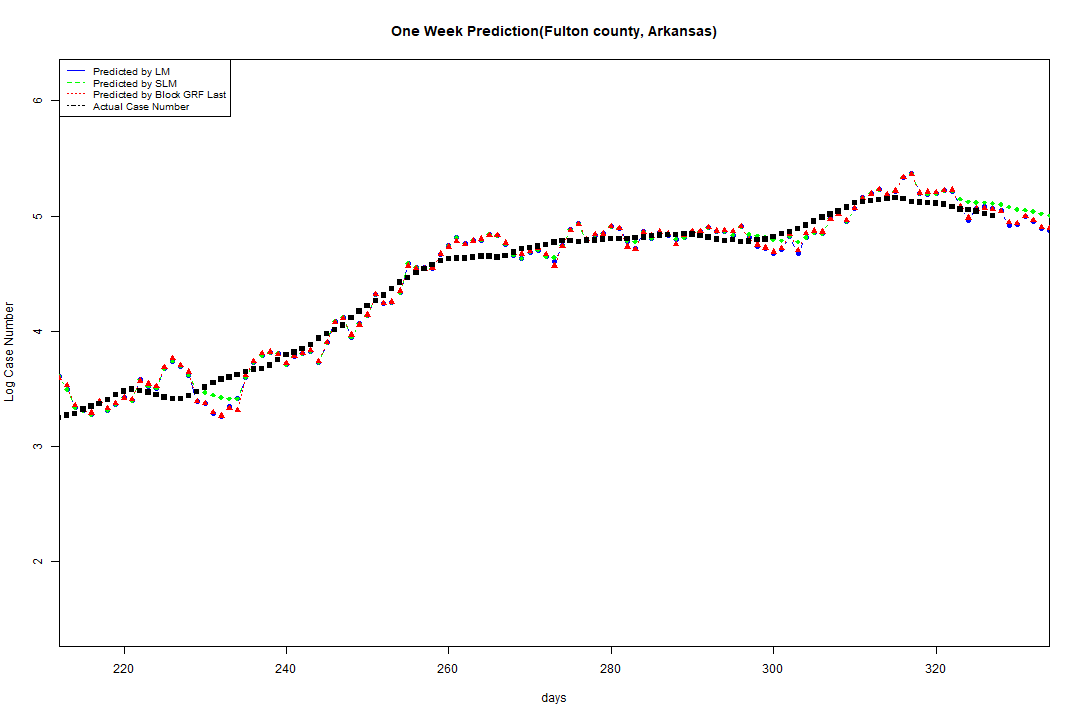 One Week Prediction(Fulton county, Arkansas)
Predicted by LM
Predicted by SLM
Predicted by Block GRF Last
Actual Case Number
6
5
4
3
2
Log Case Number
220 240 260 280 300 320
days